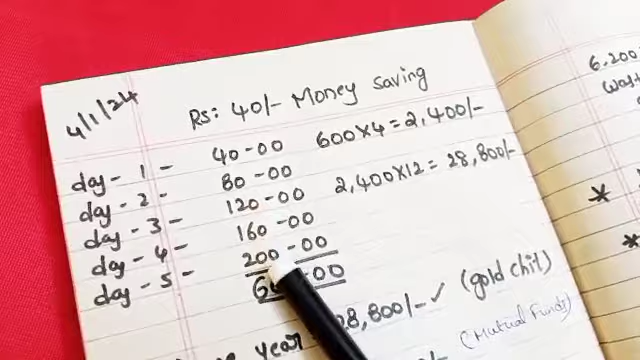 4/1/24
Rs: 40/- Money Saving
day - 1 - 40-00
day - 2 - 80-00
day - 3 - 120-00
day - 4 - 160-00
day - 5 - 200-00
600x4 = 2,400/-
2,400x12 = 28,800/-
year = 28,800/- ✓ (gold chit)
(Mutual Funds)
6,200
*
*